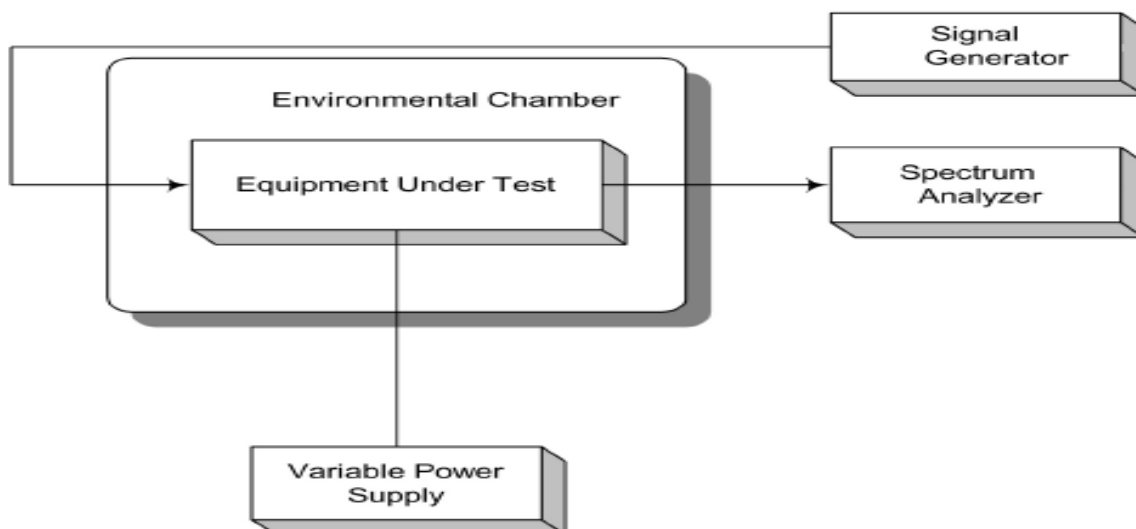 Signal
Generator
Environmental Chamber
Equipment Under Test
Spectrum
Analyzer
Variable Power
Supply